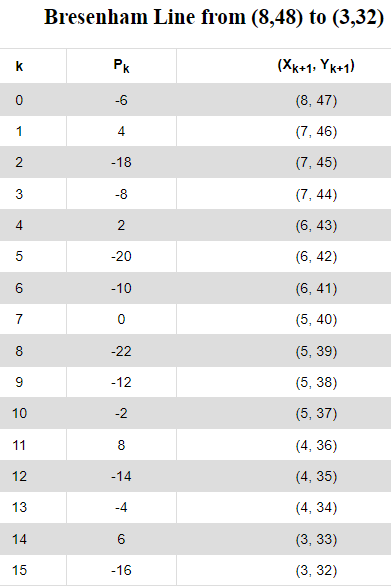 Bresenham Line from (8,48) to (3,32)
k Pk (Xk+1, Yk+1)
0 -6 (8, 47)
1 4 (7, 46)
2 -18 (7, 45)
3 -8 (7, 44)
4 2 (6, 43)
5 -20 (6, 42)
6 -10 (6, 41)
7 0 (5, 40)
8 -22 (5, 39)
9 -12 (5, 38)
10 -2 (5, 37)
11 8 (4, 36)
12 -14 (4, 35)
13 -4 (4, 34)
14 6 (3, 33)
15 -16 (3, 32)